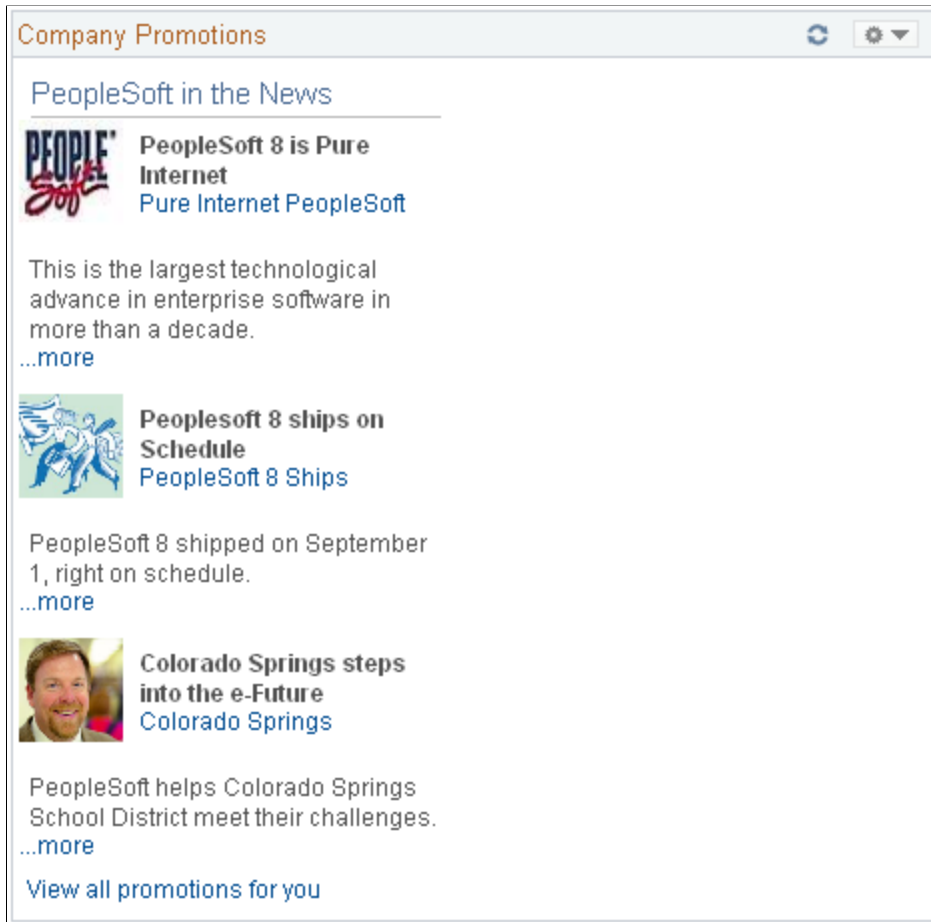 Company Promotions
PeopleSoft in the News
PEOPLE
Soft
PeopleSoft 8 is Pure
Internet
Pure Internet PeopleSoft
This is the largest technological
advance in enterprise software in
more than a decade.
...more
Peoplesoft 8 ships on
Schedule
PeopleSoft 8 Ships
PeopleSoft 8 shipped on September
1, right on schedule.
...more
Colorado Springs steps
into the e-Future
Colorado Springs
PeopleSoft helps Colorado Springs
School District meet their challenges.
...more
View all promotions for you